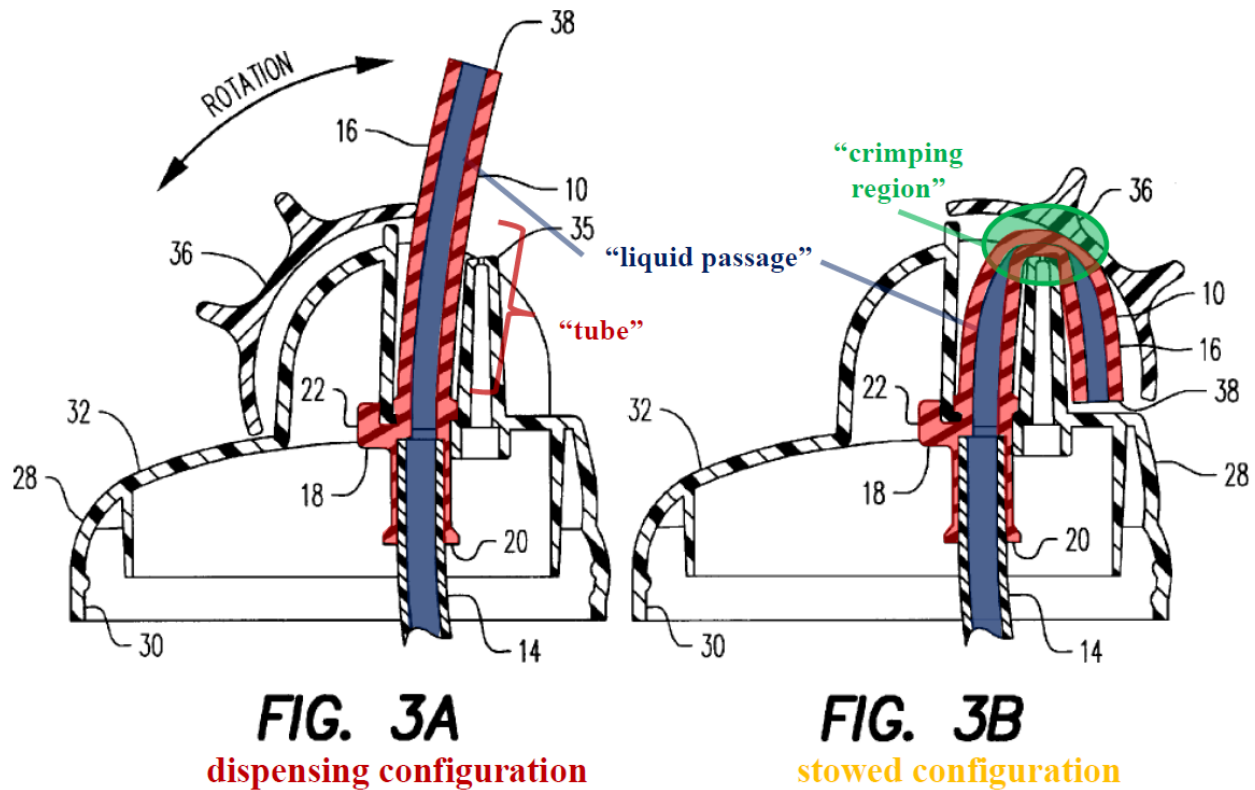 ROTATION
38
16
10
35
36
"liquid passage"
"tube"
22
32
28
18
20
30
14
FIG. 3A
dispensing configuration
"crimping
region"
36
10
16
38
22
32
28
18
20
30
14
FIG. 3B
stowed configuration